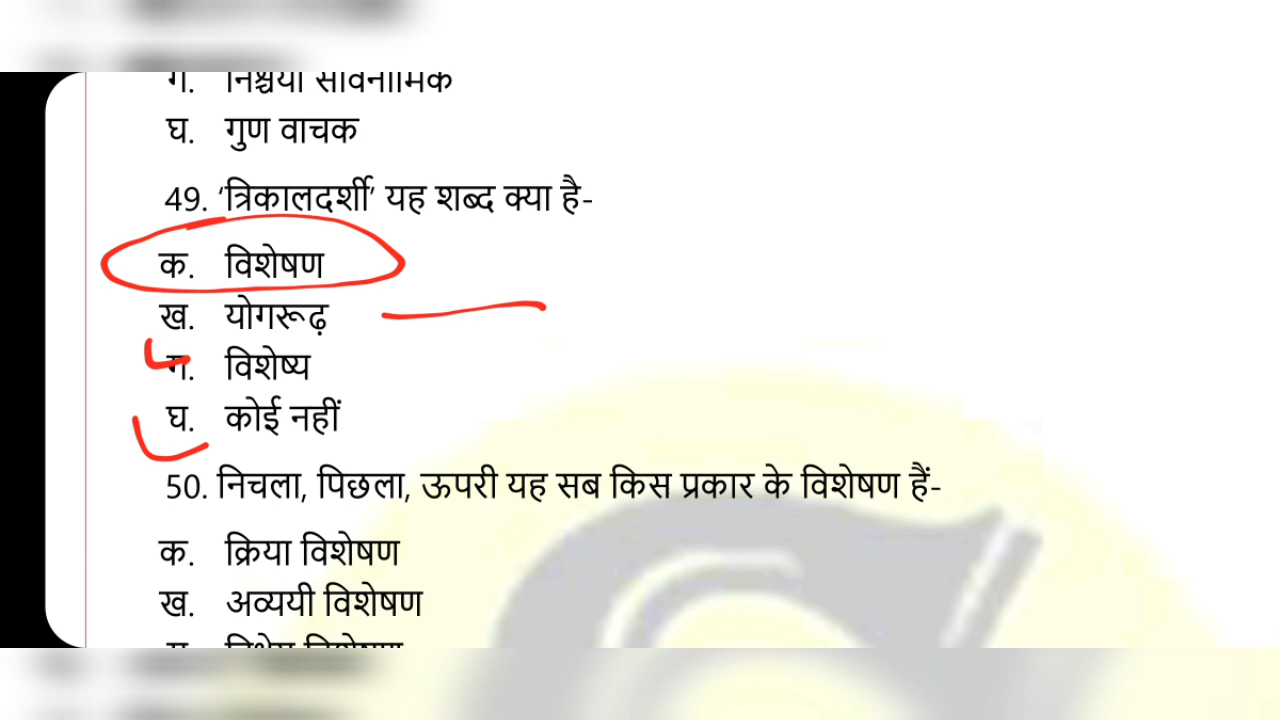 घ. गुण वाचक
49. ‘त्रिकालदर्शी’ यह शब्द क्या है-
क. विशेषण
ख. योगरूढ़
ग. विशेष्य
घ. कोई नहीं
50. निचला, पिछला, ऊपरी यह सब किस प्रकार के विशेषण हैं-
क. क्रिया विशेषण
ख. अव्ययी विशेषण